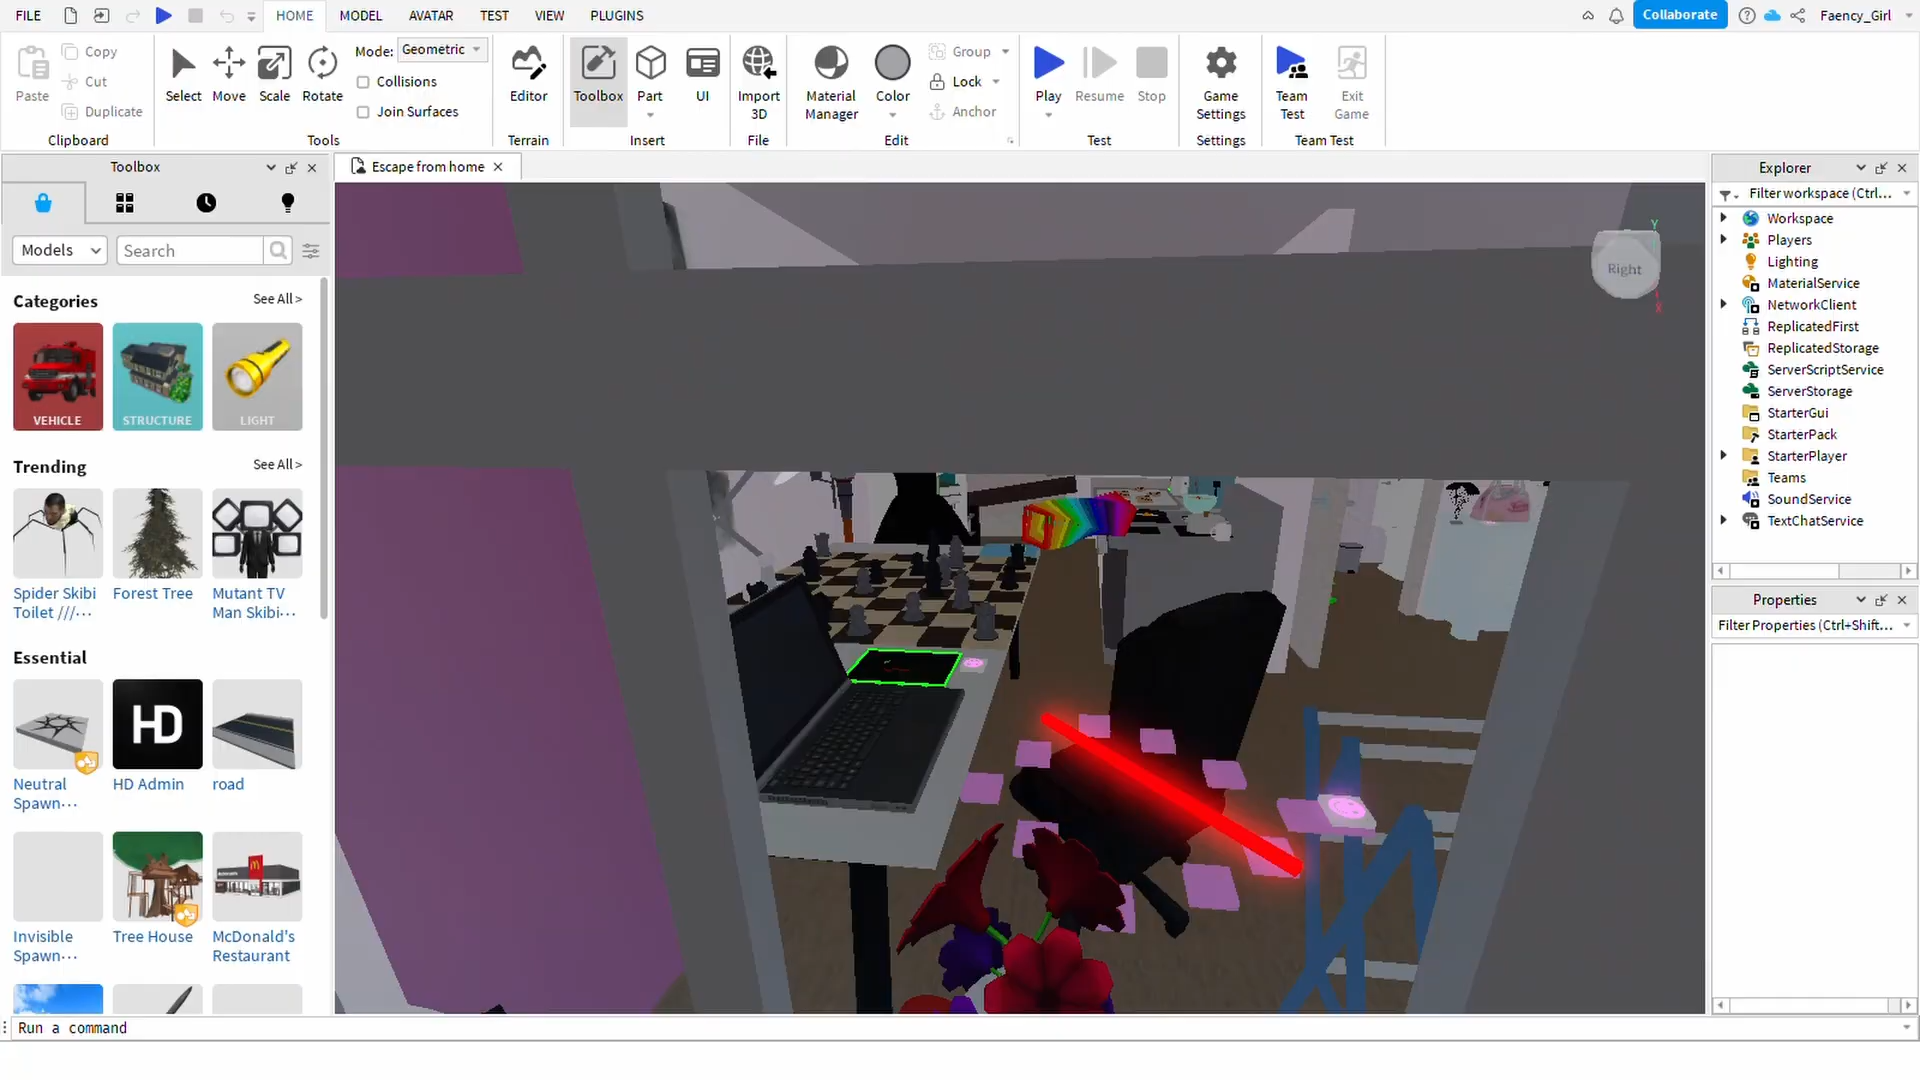 FILE HOME MODEL AVATAR TEST VIEW PLUGINS Collaborate Faency_Girl
Paste Copy Cut Duplicate Clipboard
Select Move Scale Rotate Mode: Geometric Collisions Join Surfaces Tools
Editor Terrain
Toolbox Part UI Insert
Import 3D File
Material Manager Color Group Lock Anchor Edit
Play Resume Stop Test
Game Settings Settings
Team Test Exit Game Team Test
Toolbox
Escape from home
Models Search
Categories See All >
VEHICLE STRUCTURE LIGHT
Trending See All >
Spider Skibi Toilet ///··· Forest Tree Mutant TV Man Skibi···
Essential
HD
Neutral Spawn··· HD Admin road
Invisible Spawn··· Tree House McDonald's Restaurant
Right
Y
X
Explorer
Filter workspace (Ctrl...
Workspace
Players
Lighting
MaterialService
NetworkClient
ReplicatedFirst
ReplicatedStorage
ServerScriptService
ServerStorage
StarterGui
StarterPack
StarterPlayer
Teams
SoundService
TextChatService
Properties
Filter Properties (Ctrl+Shift...
Run a command